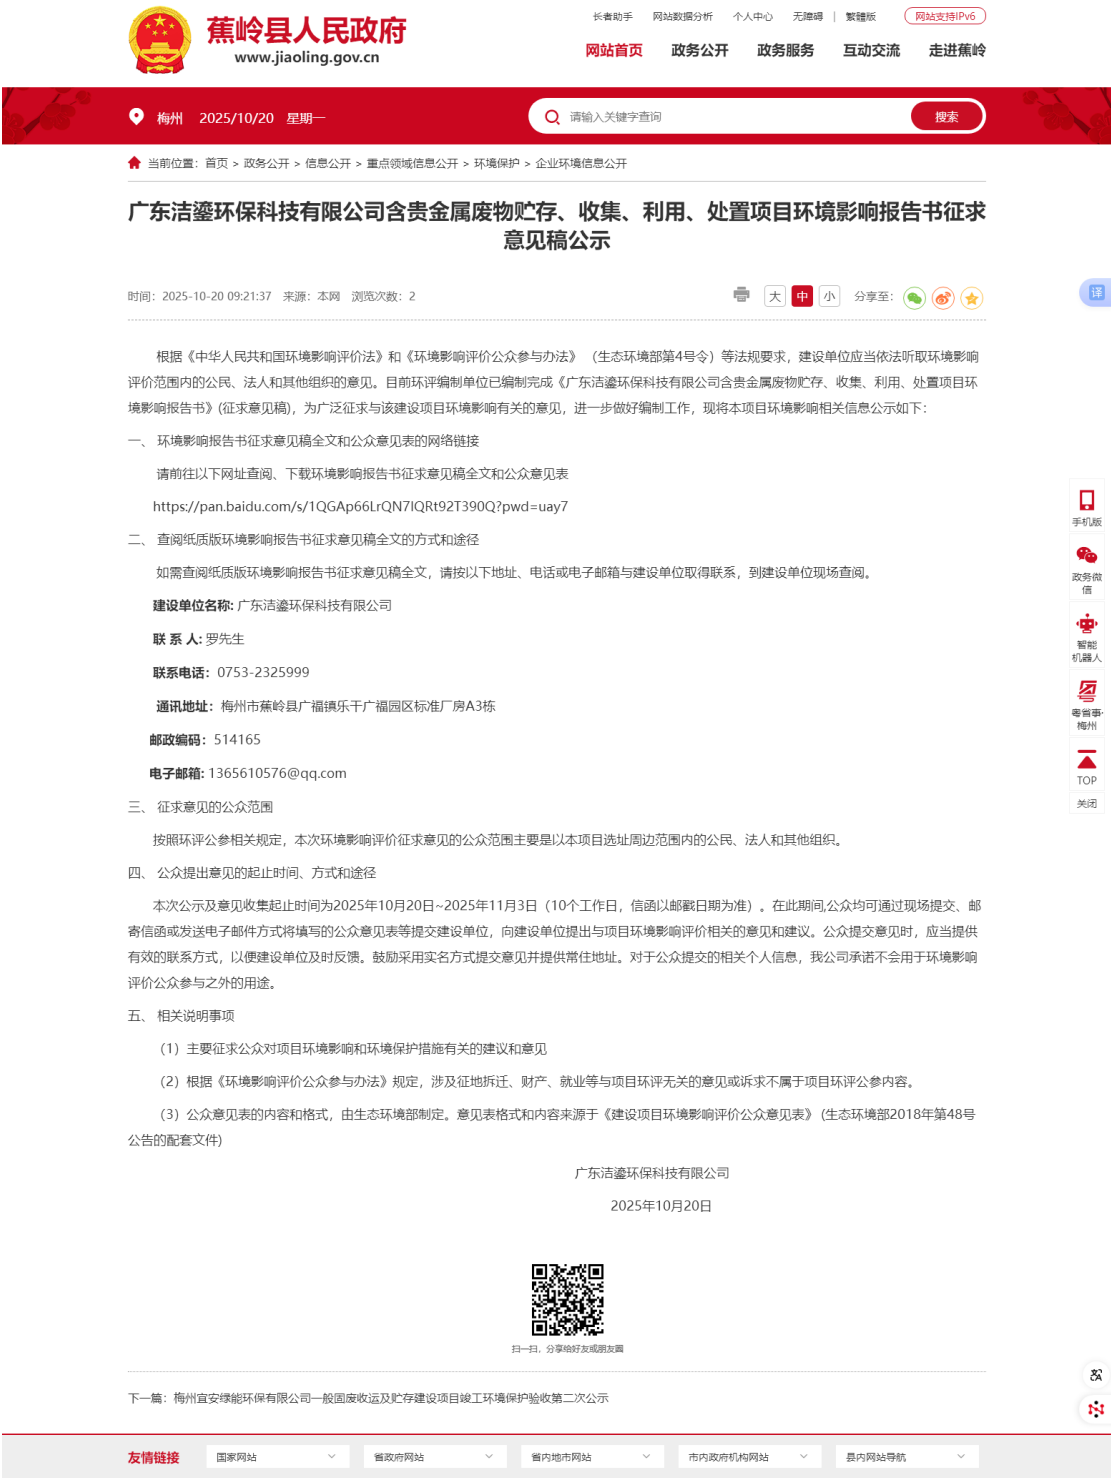 长者助手 网站数据分析 个人中心 无障碍 | 繁體版 网站支持IPv6
蕉岭县人民政府
www.jiaoling.gov.cn
网站首页 政务公开 政务服务 互动交流 走进蕉岭
梅州 2025/10/20 星期一
请输入关键字查询 搜索
当前位置：首页 > 政务公开 > 信息公开 > 重点领域信息公开 > 环境保护 > 企业环境信息公开
广东洁鎏环保科技有限公司含贵金属废物贮存、收集、利用、处置项目环境影响报告书征求
意见稿公示
时间：2025-10-20 09:21:37 来源：本网 浏览次数：2
大 中 小 分享至：
译
根据《中华人民共和国环境影响评价法》和《环境影响评价公众参与办法》 （生态环境部第4号令）等法规要求，建设单位应当依法听取环境影响
评价范围内的公民、法人和其他组织的意见。目前环评编制单位已编制完成《广东洁鎏环保科技有限公司含贵金属废物贮存、收集、利用、处置项目环
境影响报告书》(征求意见稿)，为广泛征求与该建设项目环境影响有关的意见，进一步做好编制工作，现将本项目环境影响相关信息公示如下：
一、 环境影响报告书征求意见稿全文和公众意见表的网络链接
请前往以下网址查阅、下载环境影响报告书征求意见稿全文和公众意见表
https://pan.baidu.com/s/1QGAp66LrQN7lQRt92T390Q?pwd=uay7
二、 查阅纸质版环境影响报告书征求意见稿全文的方式和途径
如需查阅纸质版环境影响报告书征求意见稿全文，请按以下地址、电话或电子邮箱与建设单位取得联系，到建设单位现场查阅。
建设单位名称: 广东洁鎏环保科技有限公司
联 系 人: 罗先生
联系电话：0753-2325999
通讯地址：梅州市蕉岭县广福镇乐干广福园区标准厂房A3栋
邮政编码：514165
电子邮箱: 1365610576@qq.com
三、 征求意见的公众范围
按照环评公参相关规定，本次环境影响评价征求意见的公众范围主要是以本项目选址周边范围内的公民、法人和其他组织。
四、 公众提出意见的起止时间、方式和途径
本次公示及意见收集起止时间为2025年10月20日~2025年11月3日（10个工作日，信函以邮戳日期为准）。在此期间,公众均可通过现场提交、邮
寄信函或发送电子邮件方式将填写的公众意见表等提交建设单位，向建设单位提出与项目环境影响评价相关的意见和建议。公众提交意见时，应当提供
有效的联系方式，以便建设单位及时反馈。鼓励采用实名方式提交意见并提供常住地址。对于公众提交的相关个人信息，我公司承诺不会用于环境影响
评价公众参与之外的用途。
五、 相关说明事项
（1）主要征求公众对项目环境影响和环境保护措施有关的建议和意见
（2）根据《环境影响评价公众参与办法》规定，涉及征地拆迁、财产、就业等与项目环评无关的意见或诉求不属于项目环评公参内容。
（3）公众意见表的内容和格式，由生态环境部制定。意见表格式和内容来源于《建设项目环境影响评价公众意见表》 (生态环境部2018年第48号
公告的配套文件)
广东洁鎏环保科技有限公司
2025年10月20日
扫一扫，分享给好友或朋友圈
下一篇：梅州宜安绿能环保有限公司一般固废收运及贮存建设项目竣工环境保护验收第二次公示
友情链接 国家网站 省政府网站 省内地市网站 市内政府机构网站 县内网站导航
手机版
政务微
信
智能
机器人
粤省事·
梅州
TOP
关闭